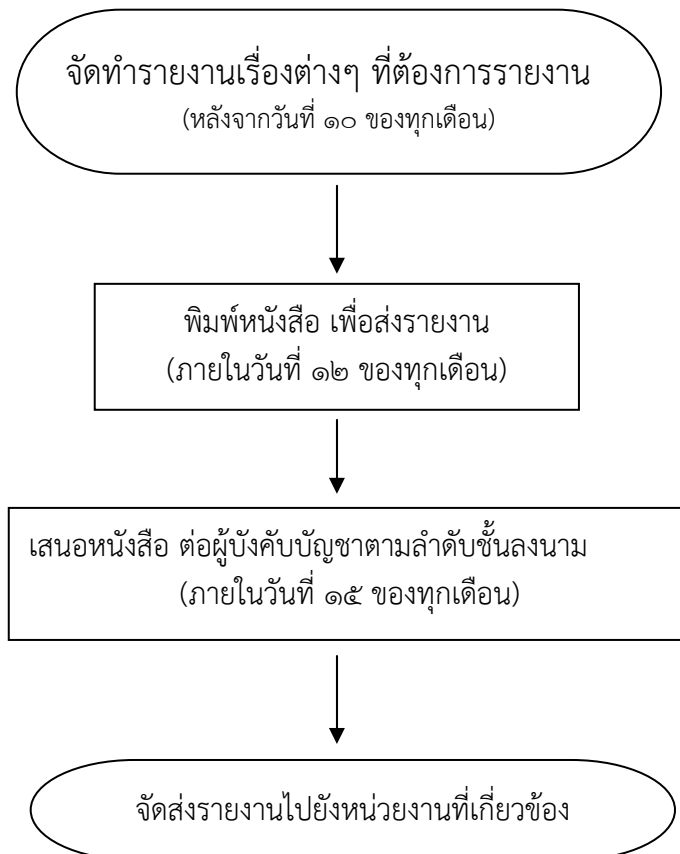 จัดทำรายงานเรื่องต่างๆ ที่ต้องการรายงาน
(หลังจากวันที่ ๑๐ ของทุกเดือน)
พิมพ์หนังสือ เพื่อส่งรายงาน
(ภายในวันที่ ๑๒ ของทุกเดือน)
เสนอหนังสือ ต่อผู้บังคับบัญชาตามลำดับชั้นลงนาม
(ภายในวันที่ ๑๕ ของทุกเดือน)
จัดส่งรายงานไปยังหน่วยงานที่เกี่ยวข้อง